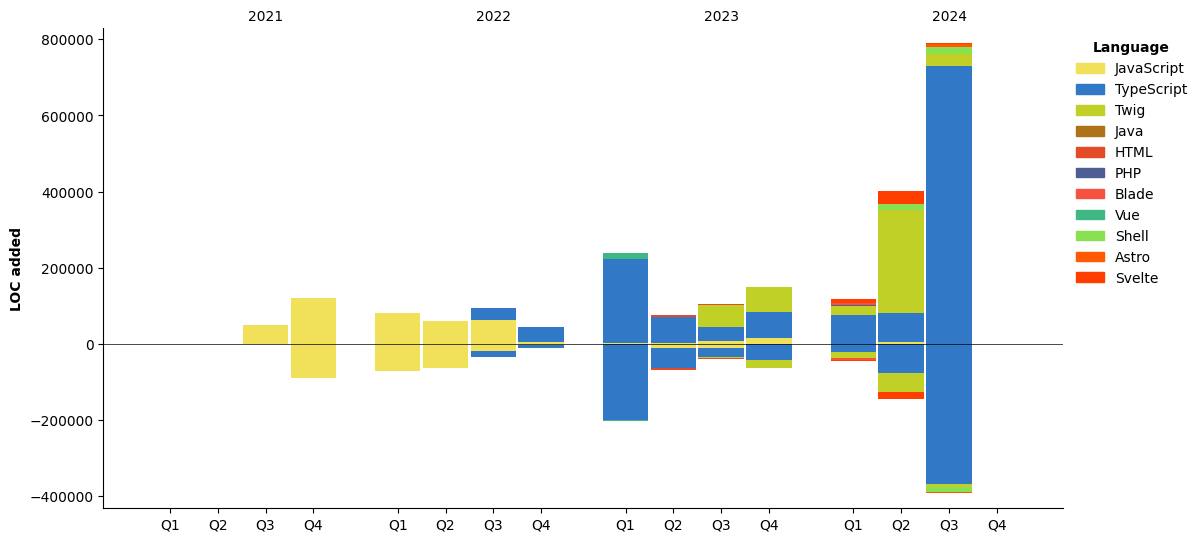 2021 2022 2023 2024
800000
600000
400000
200000
0
−200000
−400000
LOC added
Q1 Q2 Q3 Q4 Q1 Q2 Q3 Q4 Q1 Q2 Q3 Q4 Q1 Q2 Q3 Q4
Language
JavaScript
TypeScript
Twig
Java
HTML
PHP
Blade
Vue
Shell
Astro
Svelte